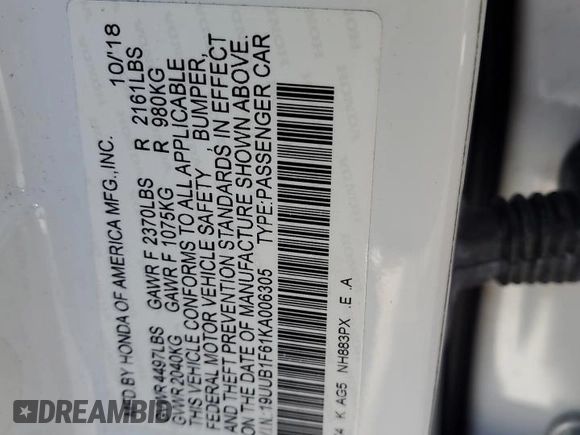 MFD BY HONDA OF AMERICA MFG.,INC. 10/'18
GVWR 4497LBS GAWR F 2370LBS R 2161LBS
GVWR 2040KG GAWR F 1075KG R 980KG
THIS VEHICLE CONFORMS TO ALL APPLICABLE
FEDERAL MOTOR VEHICLE SAFETY, BUMPER,
AND THEFT PREVENTION STANDARDS, IN EFFECT
ON THE DATE OF MANUFACTURE SHOWN ABOVE.
V.I.N.:19UUB1F61KA006305 TYPE:PASSENGER CAR
K AG5 NH883PX .E .A
DREAMBID